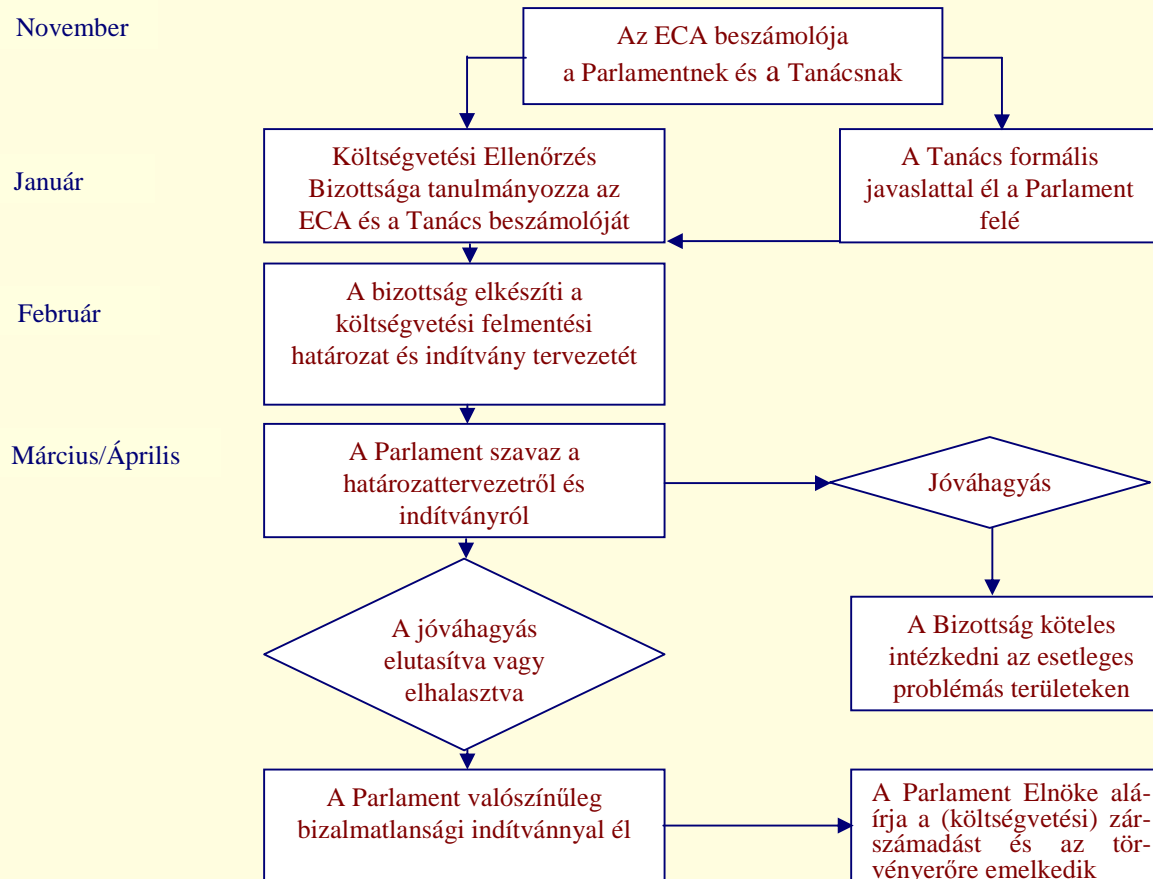 November
Az ECA beszámolója
a Parlamentnek és a Tanácsnak
Január
Költségvetési Ellenőrzés
Bizottsága tanulmányozza az
ECA és a Tanács beszámolóját
A Tanács formális
javaslattal él a Parlament
felé
Február
A bizottság elkészíti a
költségvetési felmentési
határozat és indítvány tervezetét
Március/Április
A Parlament szavaz a
határozattervezetről és
indítványról
Jóváhagyás
A jóváhagyás
elutasítva vagy
elhalasztva
A Bizottság köteles
intézkedni az esetleges
problémás területeken
A Parlament valószínűleg
bizalmatlansági indítvánnyal él
A Parlament Elnöke alá-
írja a (költségvetési) zár-
számadást és az tör-
vényerőre emelkedik